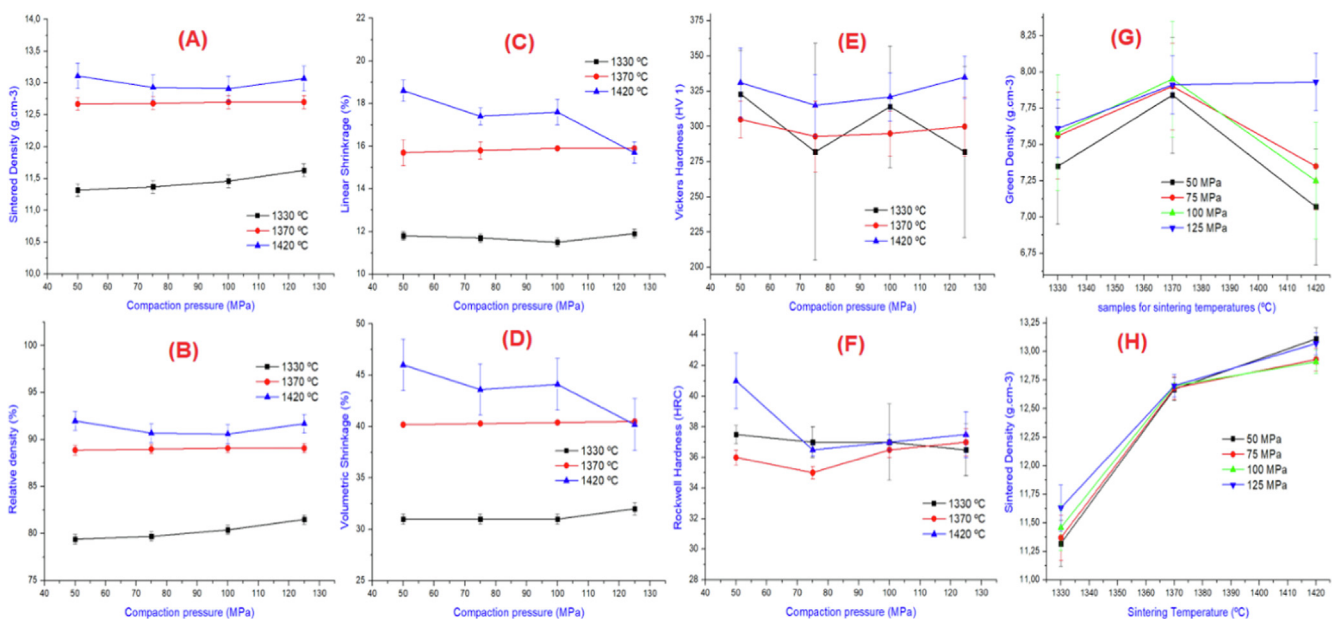 (A)
Sintered Density (g.cm-3)
14,0
13,5
13,0
12,5
12,0
11,5
11,0
10,5
10,0
1330 ºC
1370 ºC
1420 ºC
40 50 60 70 80 90 100 110 120 130
Compaction pressure (MPa)
(C)
Linear Shrinkage (%)
22
20
18
16
14
12
10
1330 ºC
1370 ºC
1420 ºC
40 50 60 70 80 90 100 110 120 130
Compaction pressure (MPa)
(E)
Vickers Hardness (HV 1)
375
350
325
300
275
250
225
200
1330 ºC
1370 ºC
1420 ºC
40 50 60 70 80 90 100 110 120 130
Compaction pressure (MPa)
(G)
Green Density (g.cm-3)
8,25
8,00
7,75
7,50
7,25
7,00
6,75
50 MPa
75 MPa
100 MPa
125 MPa
1330 1340 1350 1360 1370 1380 1390 1400 1410 1420
samples for sintering temperatures (ºC)
(B)
Relative density (%)
100
95
90
85
80
75
1330 ºC
1370 ºC
1420 ºC
40 50 60 70 80 90 100 110 120 130
Compaction pressure (MPa)
(D)
Volumetric Shrinkage (%)
50
45
40
35
30
25
1330 ºC
1370 ºC
1420 ºC
40 50 60 70 80 90 100 110 120 130
Compaction pressure (MPa)
(F)
Rockwell Hardness (HRC)
44
42
40
38
36
34
32
30
28
1330 ºC
1370 ºC
1420 ºC
40 50 60 70 80 90 100 110 120 130
Compaction pressure (MPa)
(H)
Sintered Density (g.cm-3)
13,25
13,00
12,75
12,50
12,25
12,00
11,75
11,50
11,25
11,00
50 MPa
75 MPa
100 MPa
125 MPa
1330 1340 1350 1360 1370 1380 1390 1400 1410 1420
Sintering Temperature (ºC)